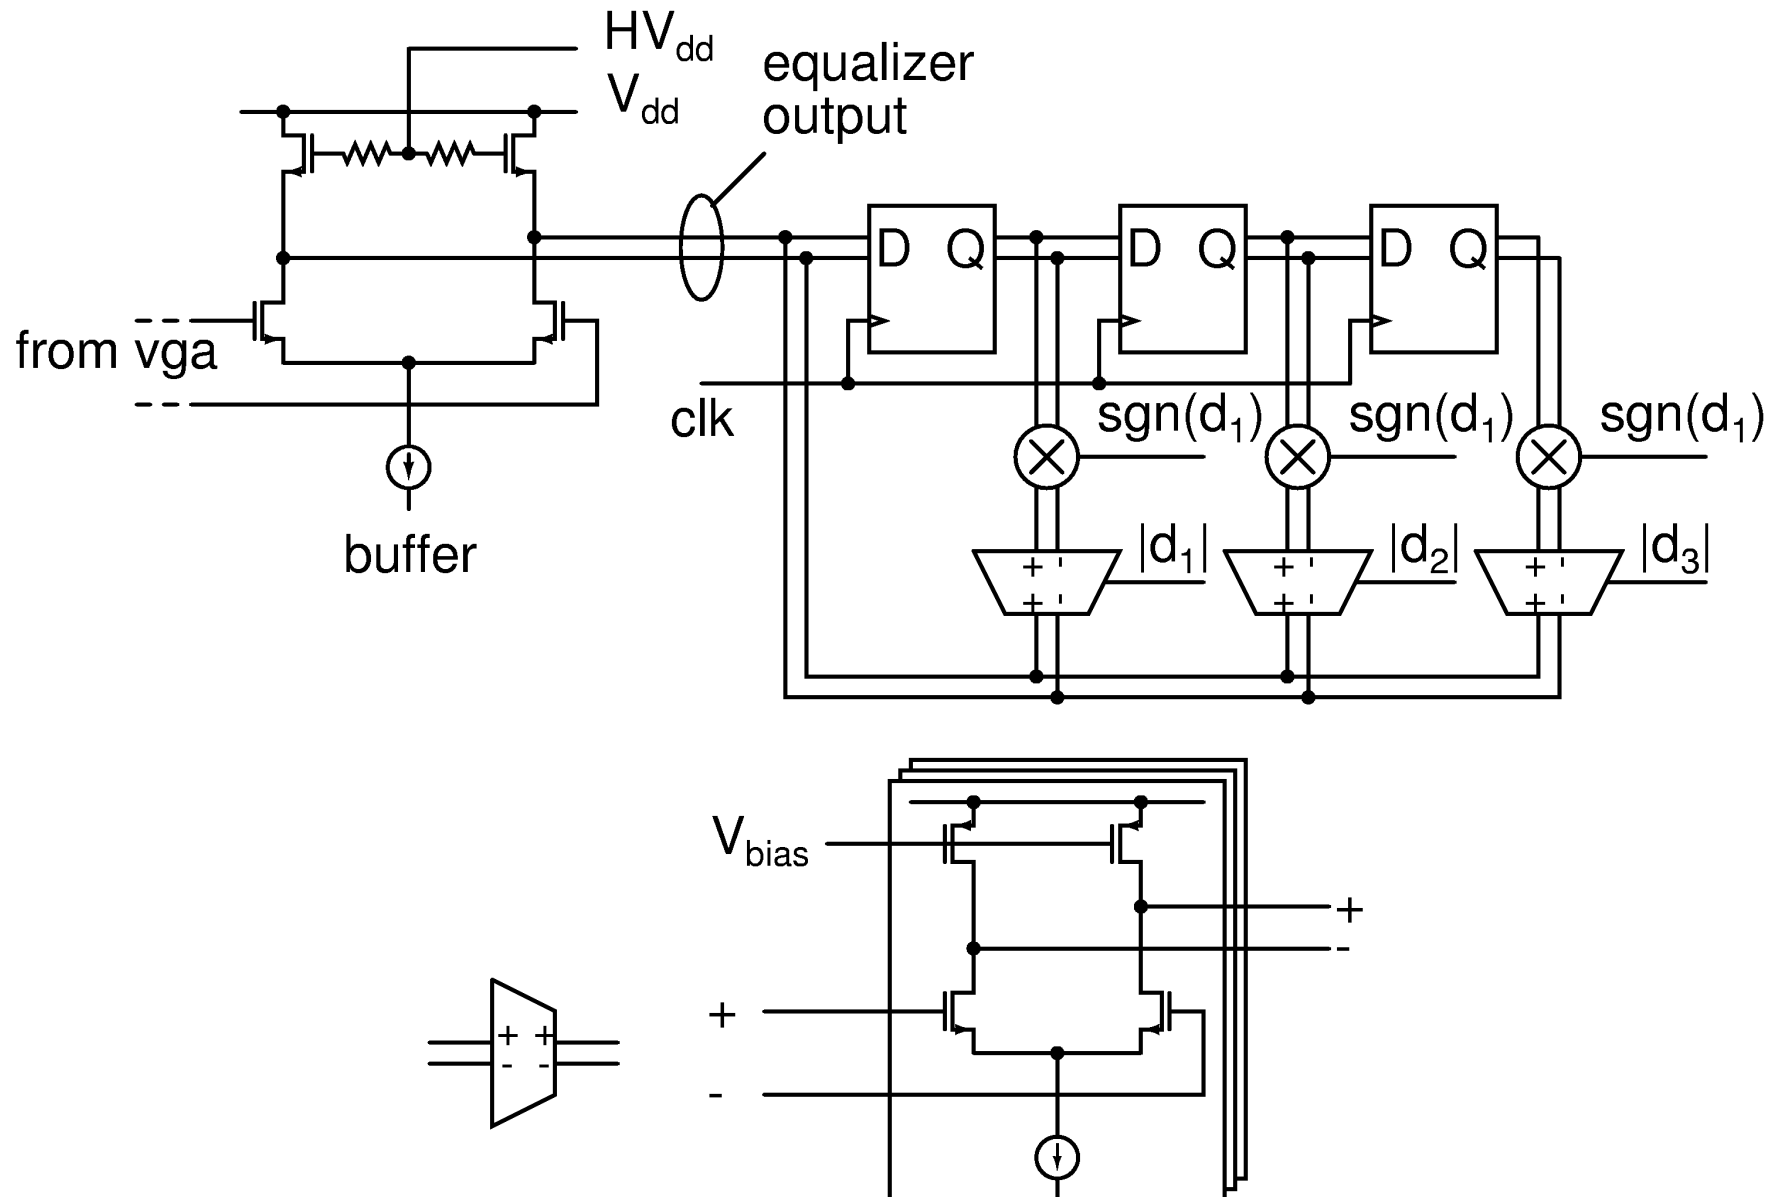 HVdd
Vdd
equalizer
output
D Q D Q D Q
from vga
clk
sgn(d1) sgn(d1) sgn(d1)
buffer
|d1| |d2| |d3|
+ - + - + -
+ - + - + -
Vbias
+
-
+ +
- -
+
-